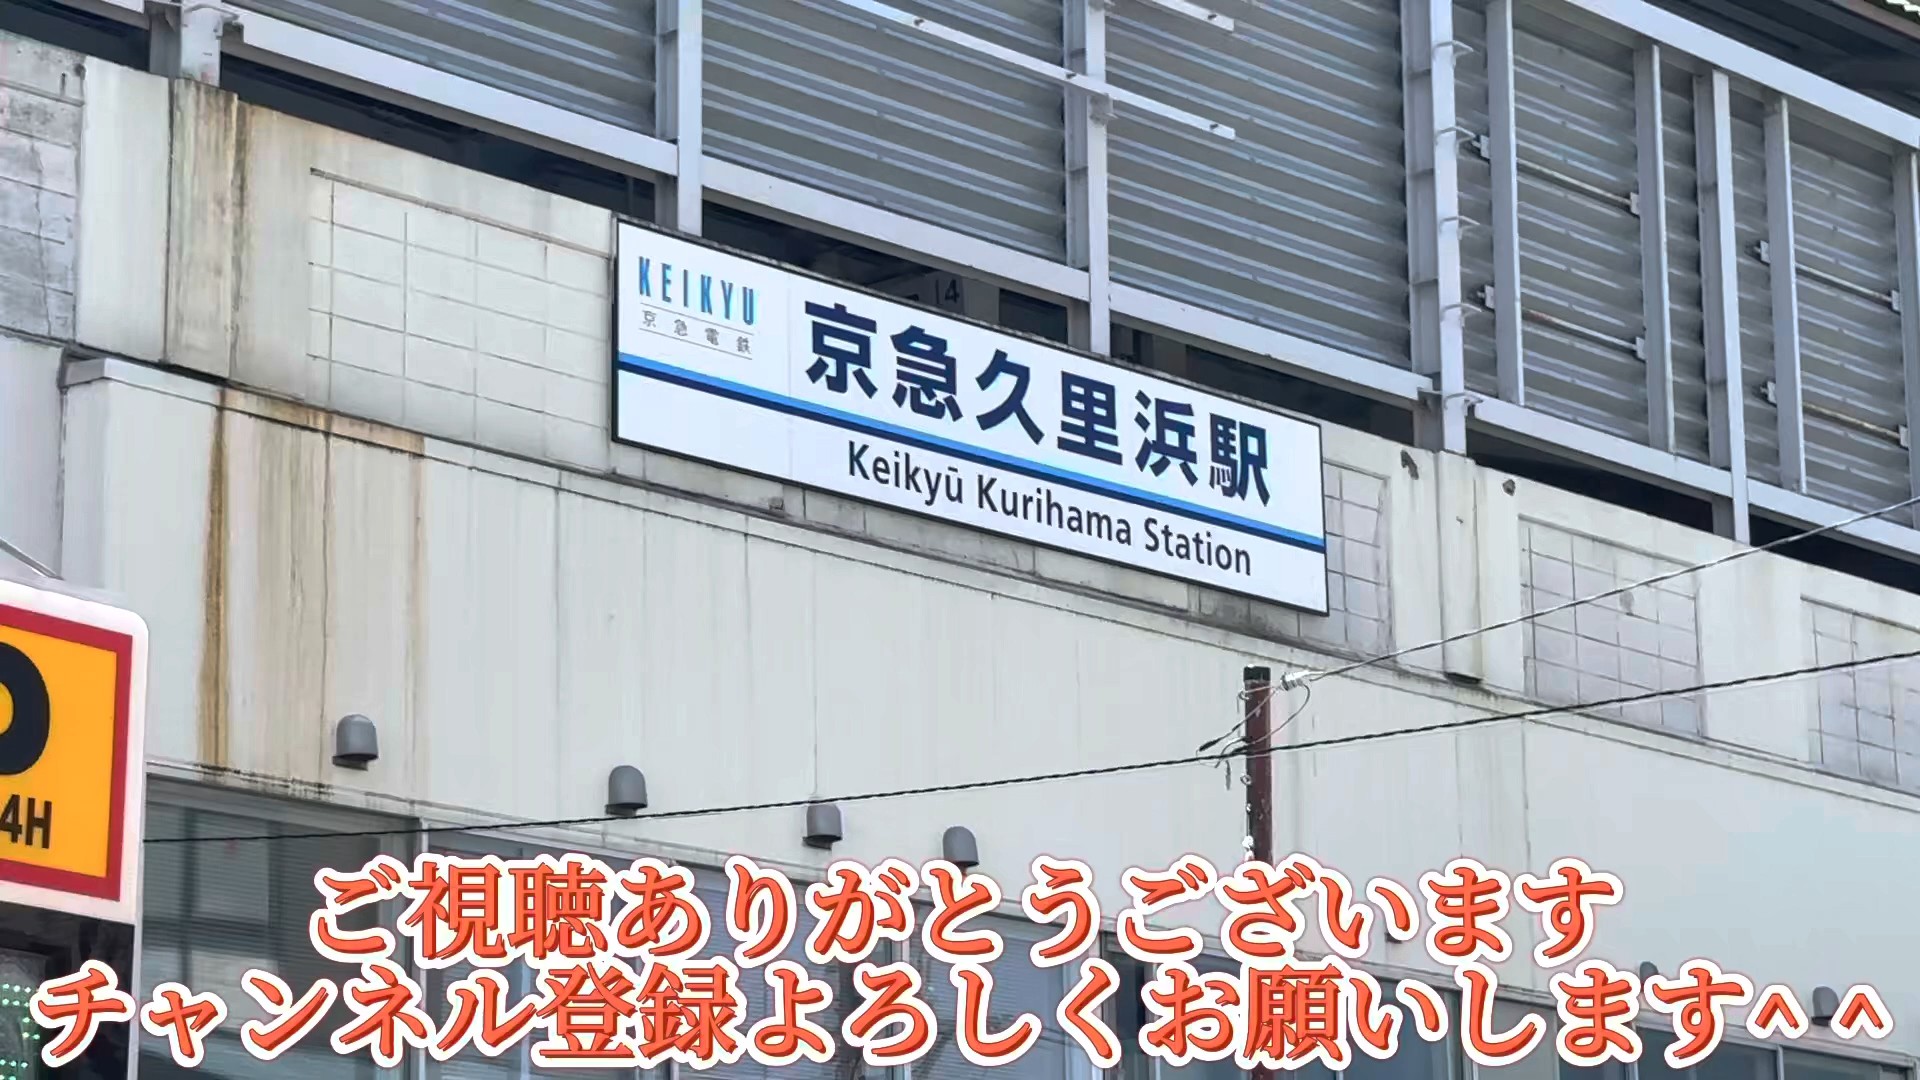 4
KEIKYU
京急電鉄
京急久里浜駅
Keikyū Kurihama Station
4H
ご視聴ありがとうございます
チャンネル登録よろしくお願いします^ ^